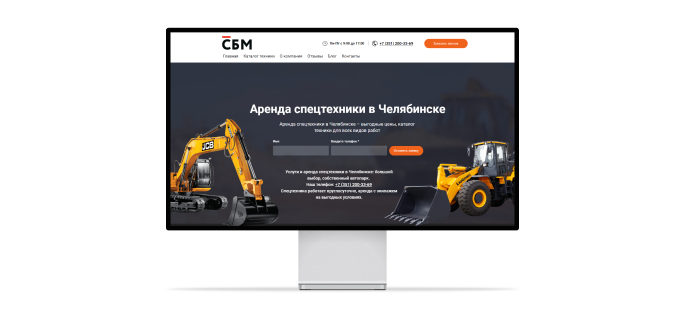 СБМ
Пн-Пт с 9:00 до 17:00
+7 (351) 200-33-69
Заказать звонок
Главная Каталог техники О компании Отзывы Блог Контакты
Аренда спецтехники в Челябинске
Аренда спецтехники в Челябинске – выгодные цены, каталог
техники для всех видов работ
Имя
Введите телефон *
Оставить заявку
JCB
Услуги и аренда спецтехники в Челябинске: большой
выбор, собственный автопарк.
Наш телефон: +7 (351) 200-33-69
Спецтехника работает круглосуточно, аренда с экипажем
на выгодных условиях.